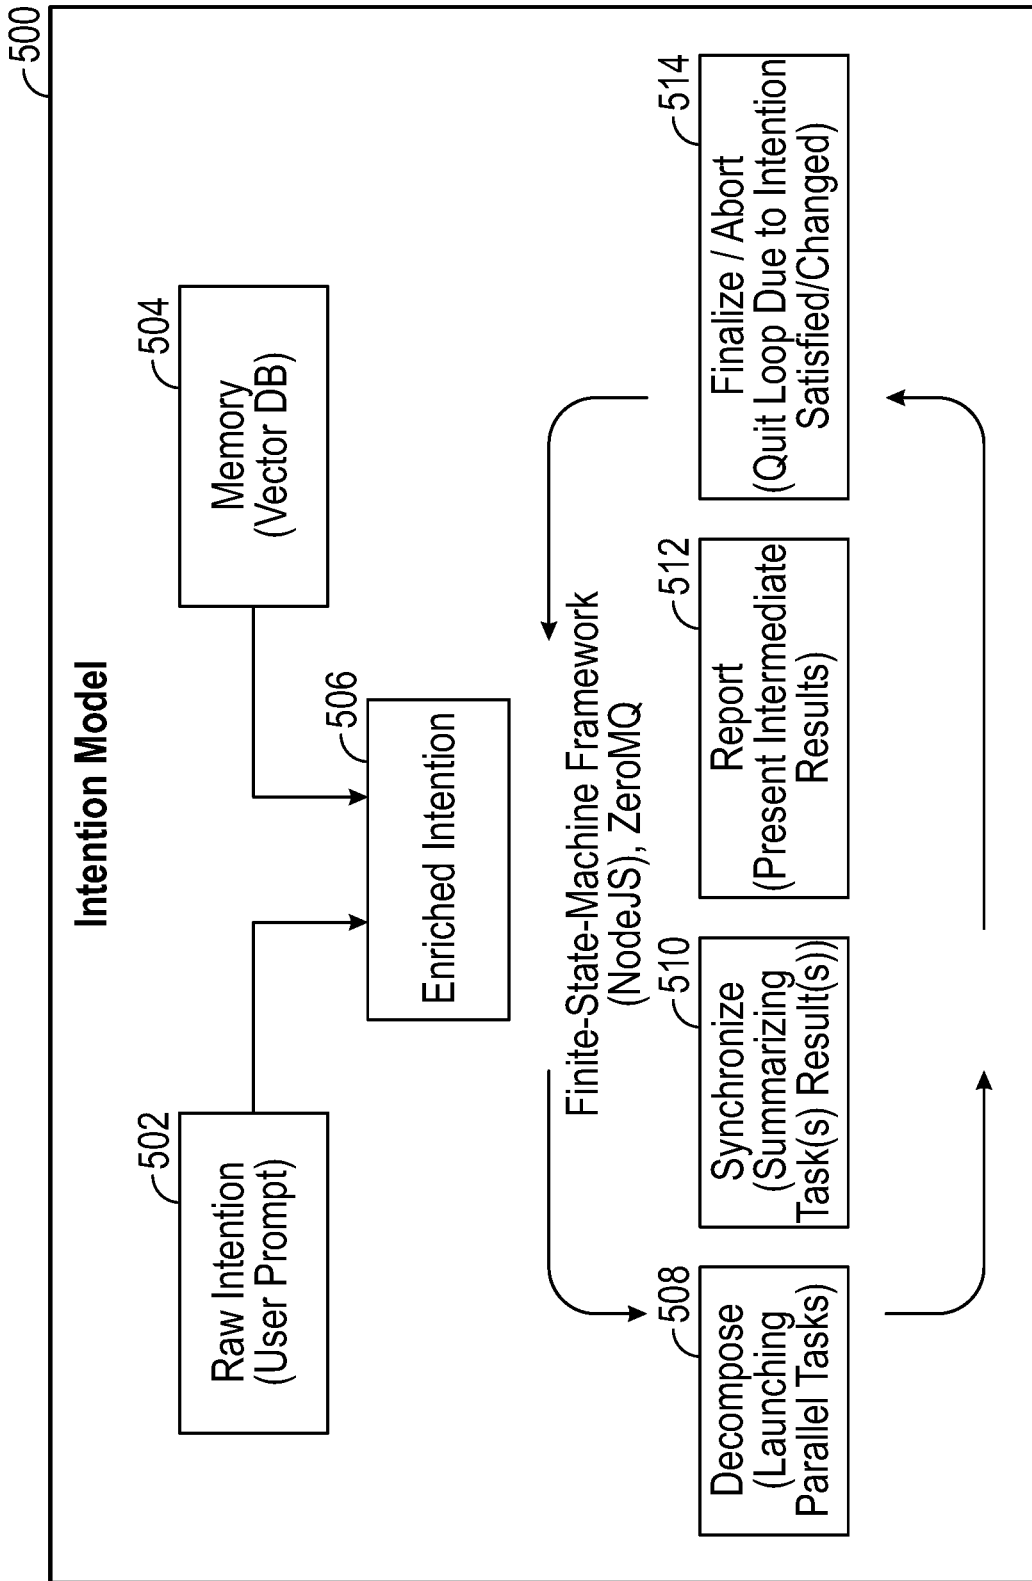 500
Intention Model
502
Raw Intention
(User Prompt)
504
Memory
(Vector DB)
506
Enriched Intention
Finite-State-Machine Framework
(NodeJS), ZeroMQ
508
Decompose
(Launching
Parallel Tasks)
510
Synchronize
(Summarizing
Task(s) Result(s))
512
Report
(Present Intermediate
Results)
514
Finalize / Abort
(Quit Loop Due to Intention
Satisfied/Changed)